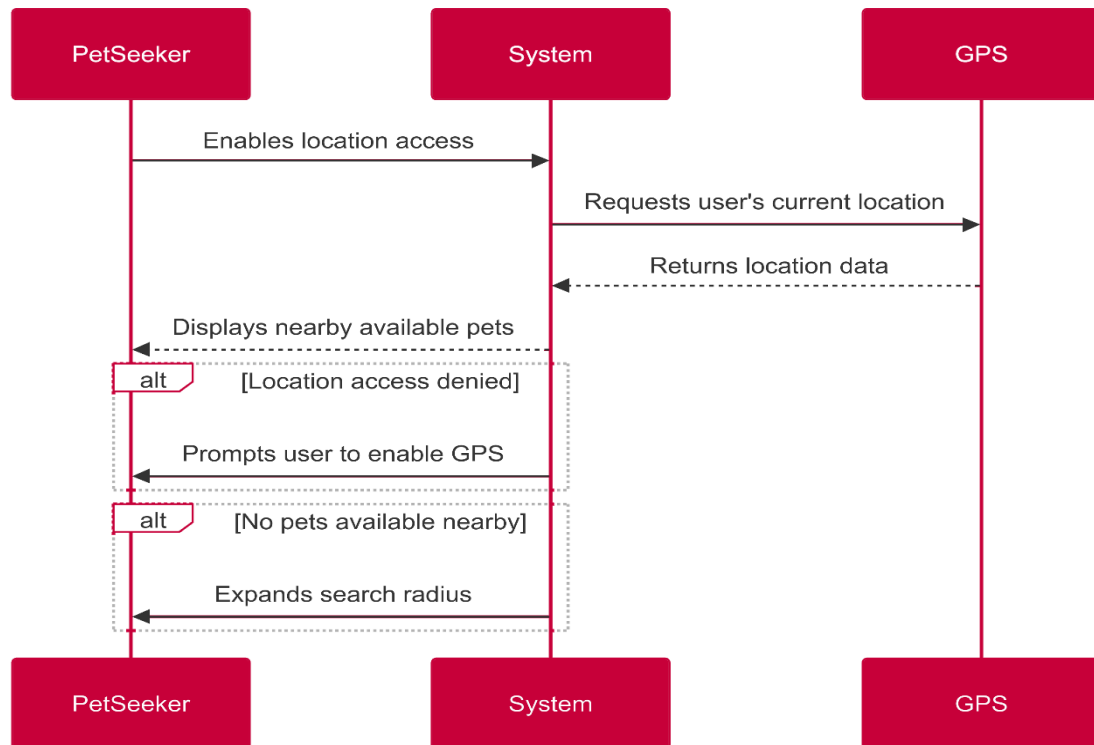 PetSeeker
System
GPS
Enables location access
Requests user's current location
Returns location data
Displays nearby available pets
alt
[Location access denied]
Prompts user to enable GPS
alt
[No pets available nearby]
Expands search radius
PetSeeker
System
GPS